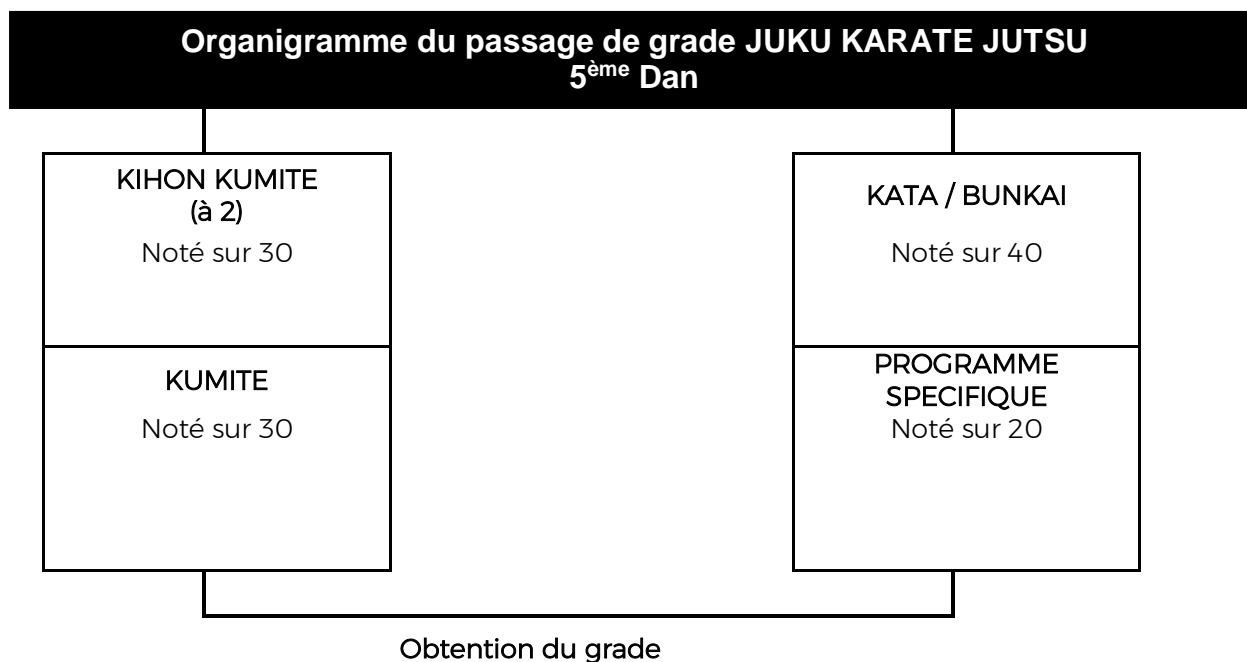 Organigramme du passage de grade JUKU KARATE JUTSU
5ème Dan
KIHON KUMITE
(à 2)
Noté sur 30
KUMITE
Noté sur 30
KATA / BUNKAI
Noté sur 40
PROGRAMME
SPECIFIQUE
Noté sur 20
Obtention du grade